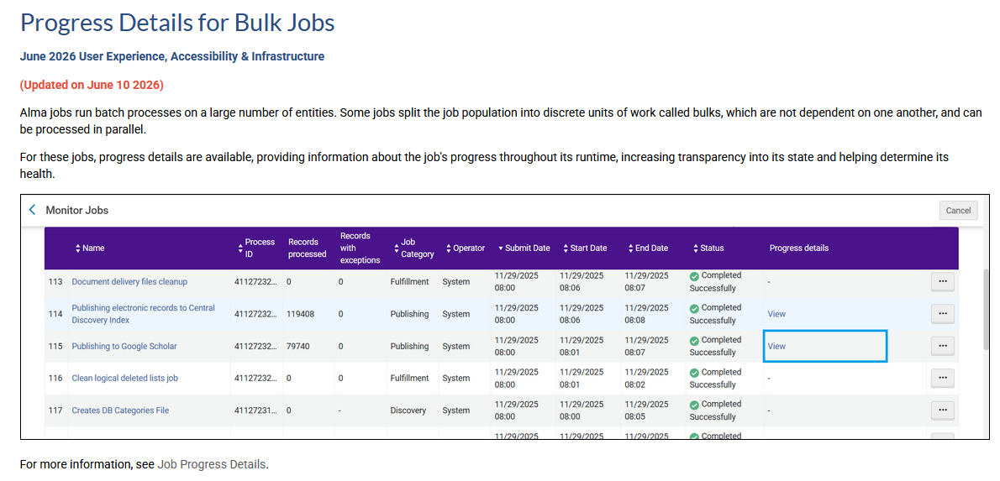 Progress Details for Bulk Jobs
June 2026 User Experience, Accessibility & Infrastructure
(Updated on June 10 2026)
Alma jobs run batch processes on a large number of entities. Some jobs split the job population into discrete units of work called bulks, which are not dependent on one another, and can
be processed in parallel.
For these jobs, progress details are available, providing information about the job's progress throughout its runtime, increasing transparency into its state and helping determine its
health.
Monitor Jobs Cancel
Name Process ID Records processed Records with exceptions Job Category Operator Submit Date Start Date End Date Status Progress details
113 Document delivery files cleanup 41127232... 0 0 Fulfillment System 11/29/2025 08:00 11/29/2025 08:06 11/29/2025 08:07 Completed Successfully -
114 Publishing electronic records to Central Discovery Index 41127232... 119408 0 Publishing System 11/29/2025 08:00 11/29/2025 08:06 11/29/2025 08:08 Completed Successfully View
115 Publishing to Google Scholar 41127232... 79740 0 Publishing System 11/29/2025 08:00 11/29/2025 08:01 11/29/2025 08:07 Completed Successfully View
116 Clean logical deleted lists job 41127232... 0 0 Fulfillment System 11/29/2025 08:00 11/29/2025 08:01 11/29/2025 08:02 Completed Successfully -
117 Creates DB Categories File 41127231... 0 - Discovery System 11/29/2025 08:00 11/29/2025 08:00 11/29/2025 08:05 Completed Successfully -
11/29/2025 11/29/2025 11/29/2025 Completed
For more information, see Job Progress Details.